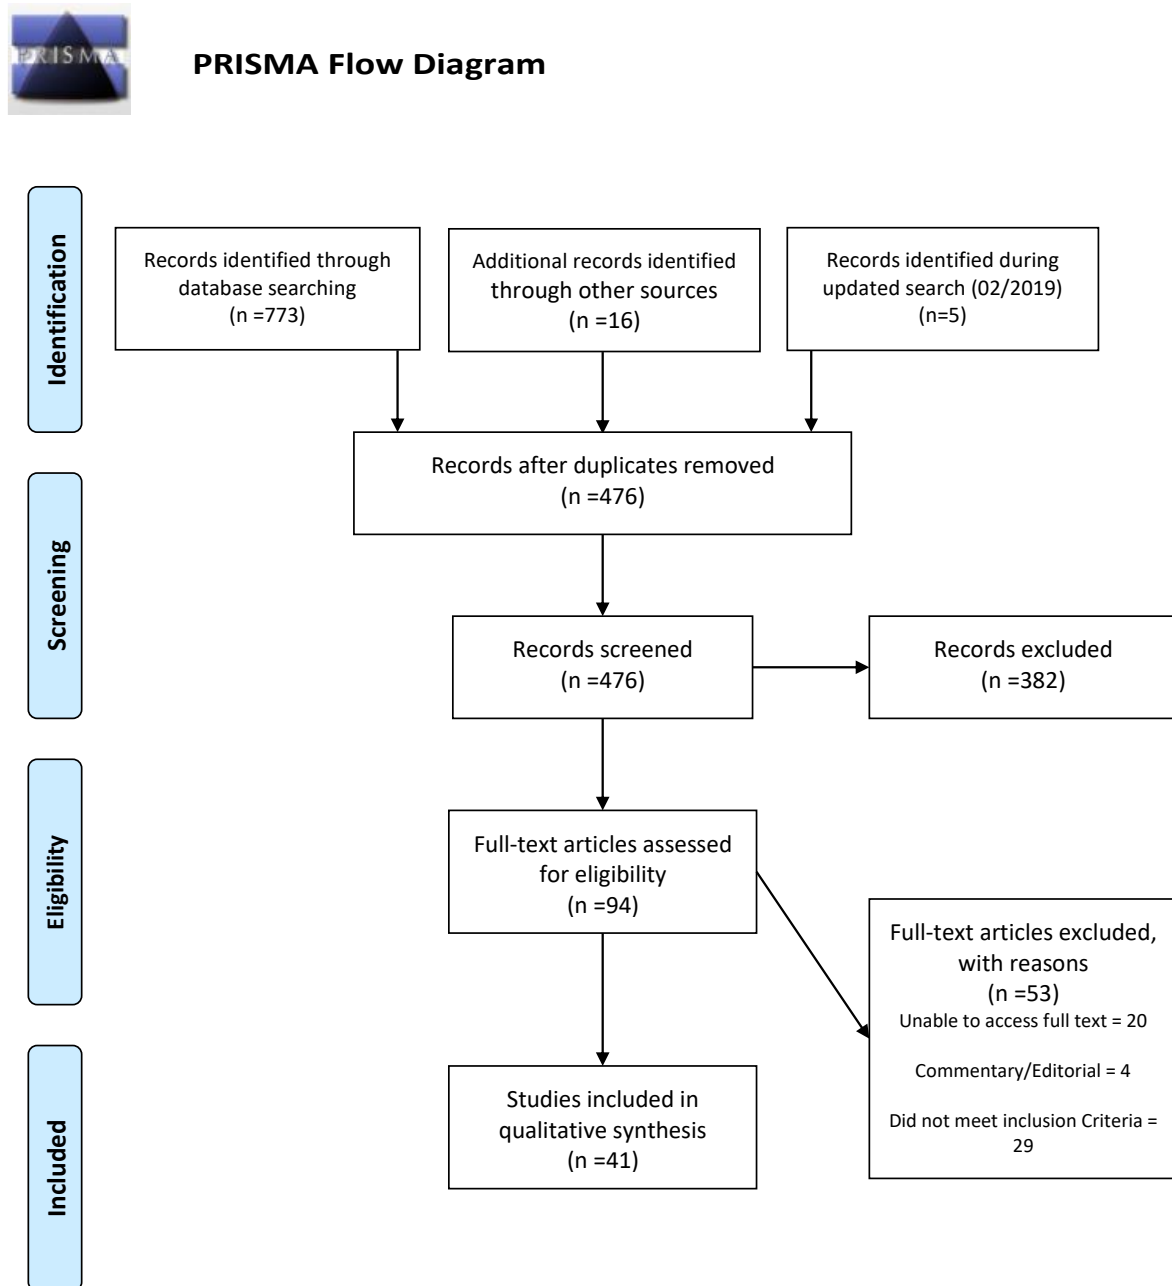 PRISMA
PRISMA Flow Diagram
Identification
Records identified through
database searching
(n =773)
Additional records identified
through other sources
(n =16)
Records identified during
updated search (02/2019)
(n=5)
Records after duplicates removed
(n =476)
Screening
Records screened
(n =476)
Records excluded
(n =382)
Eligibility
Full-text articles assessed
for eligibility
(n =94)
Full-text articles excluded,
with reasons
(n =53)
Unable to access full text = 20
Commentary/Editorial = 4
Did not meet inclusion Criteria =
29
Included
Studies included in
qualitative synthesis
(n =41)